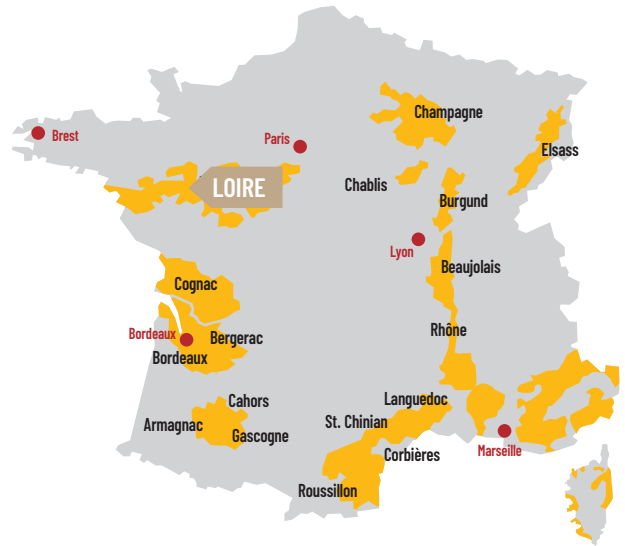 Champagne
Brest
Paris
Elsass
Chablis
LOIRE
Burgund
Lyon
Beaujolais
Cognac
Rhône
Bordeaux
Bergerac
Bordeaux
Languedoc
Cahors
St. Chinian
Armagnac
Gascogne
Marseille
Corbières
Roussillon